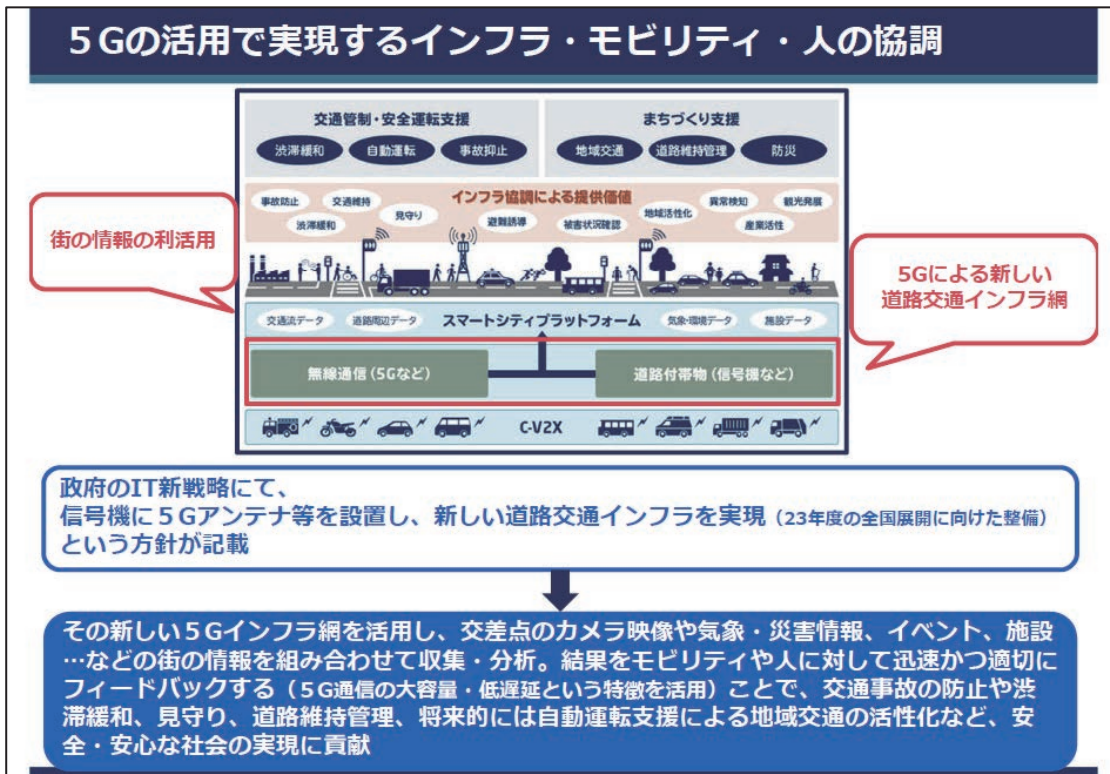 ５Gの活用で実現するインフラ・モビリティ・人の協調
交通管制・安全運転支援
まちづくり支援
渋滞緩和
自動運転
事故抑止
地域交通
道路維持管理
防災
インフラ協調による提供価値
事故防止
交通維持
渋滞緩和
見守り
避難誘導
被害状況確認
地域活性化
異常検知
産業活性
観光発展
街の情報の利活用
5Gによる新しい
道路交通インフラ網
交通流データ
道路周辺データ
スマートシティプラットフォーム
気象・環境データ
施設データ
無線通信(5Gなど)
道路付帯物(信号機など)
C-V2X
政府のIT新戦略にて、
信号機に５Gアンテナ等を設置し、新しい道路交通インフラを実現（23年度の全国展開に向けた整備）
という方針が記載
その新しい５Gインフラ網を活用し、交差点のカメラ映像や気象・災害情報、イベント、施設
…などの街の情報を組み合わせて収集・分析。結果をモビリティや人に対して迅速かつ適切に
フィードバックする（５G通信の大容量・低遅延という特徴を活用）ことで、交通事故の防止や渋
滞緩和、見守り、道路維持管理、将来的には自動運転支援による地域交通の活性化など、安
全・安心な社会の実現に貢献